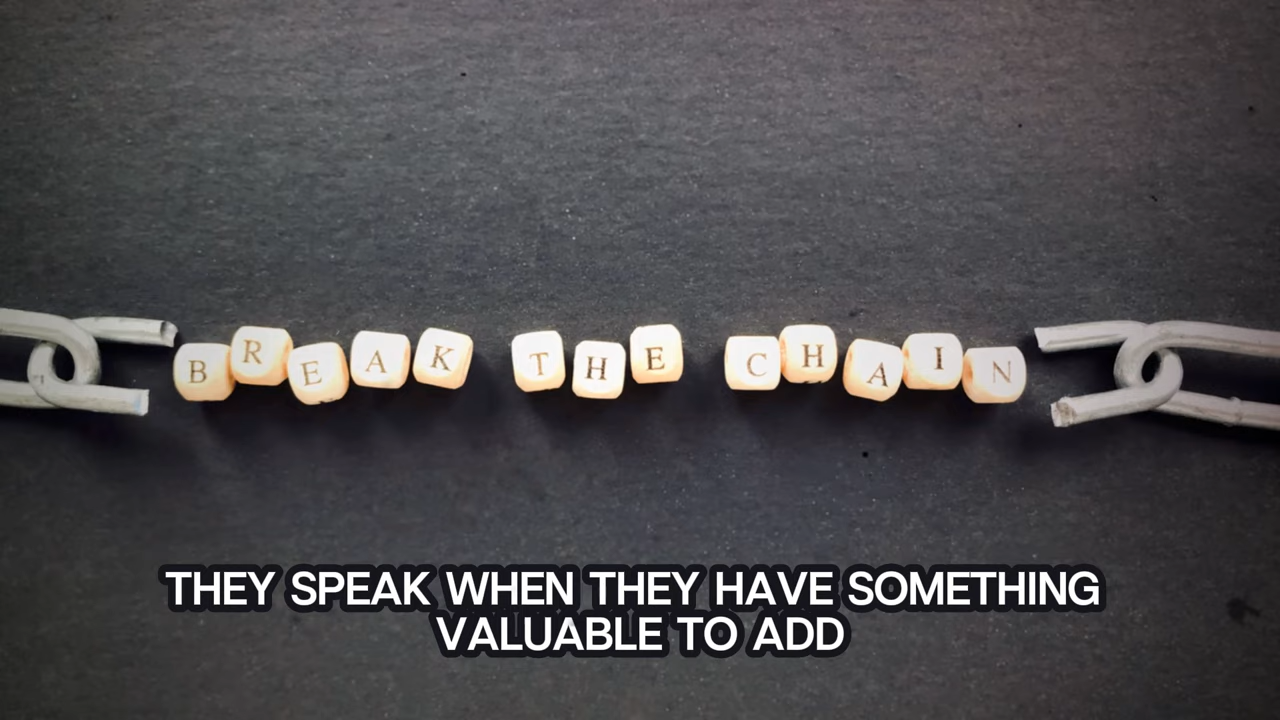 BREAK THE CHAIN
THEY SPEAK WHEN THEY HAVE SOMETHING
VALUABLE TO ADD